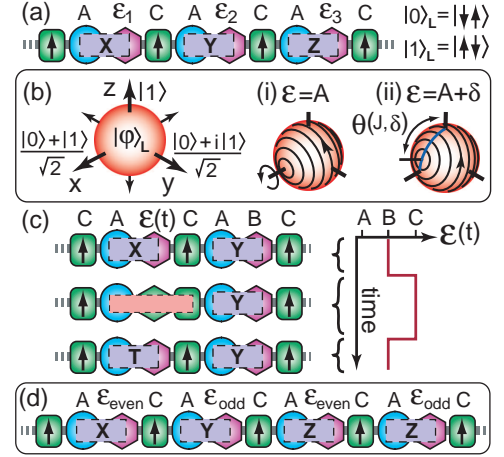 (a) A ε₁ C A ε₂ C A ε₃ C |0⟩L=|↓↑⟩
X Y Z |1⟩L=|↑↓⟩
(b) z |1⟩ (i) ε=A (ii) ε=A+δ
|φ⟩L θ(J,δ)
|0⟩+|1⟩ |0⟩+i|1⟩
√2 √2
x y
(c) C A ε(t) C A B C A B C ε(t)
X Y
Y
T Y
time
(d) A εeven C A εodd C A εeven C A εodd C
X Y Z Z